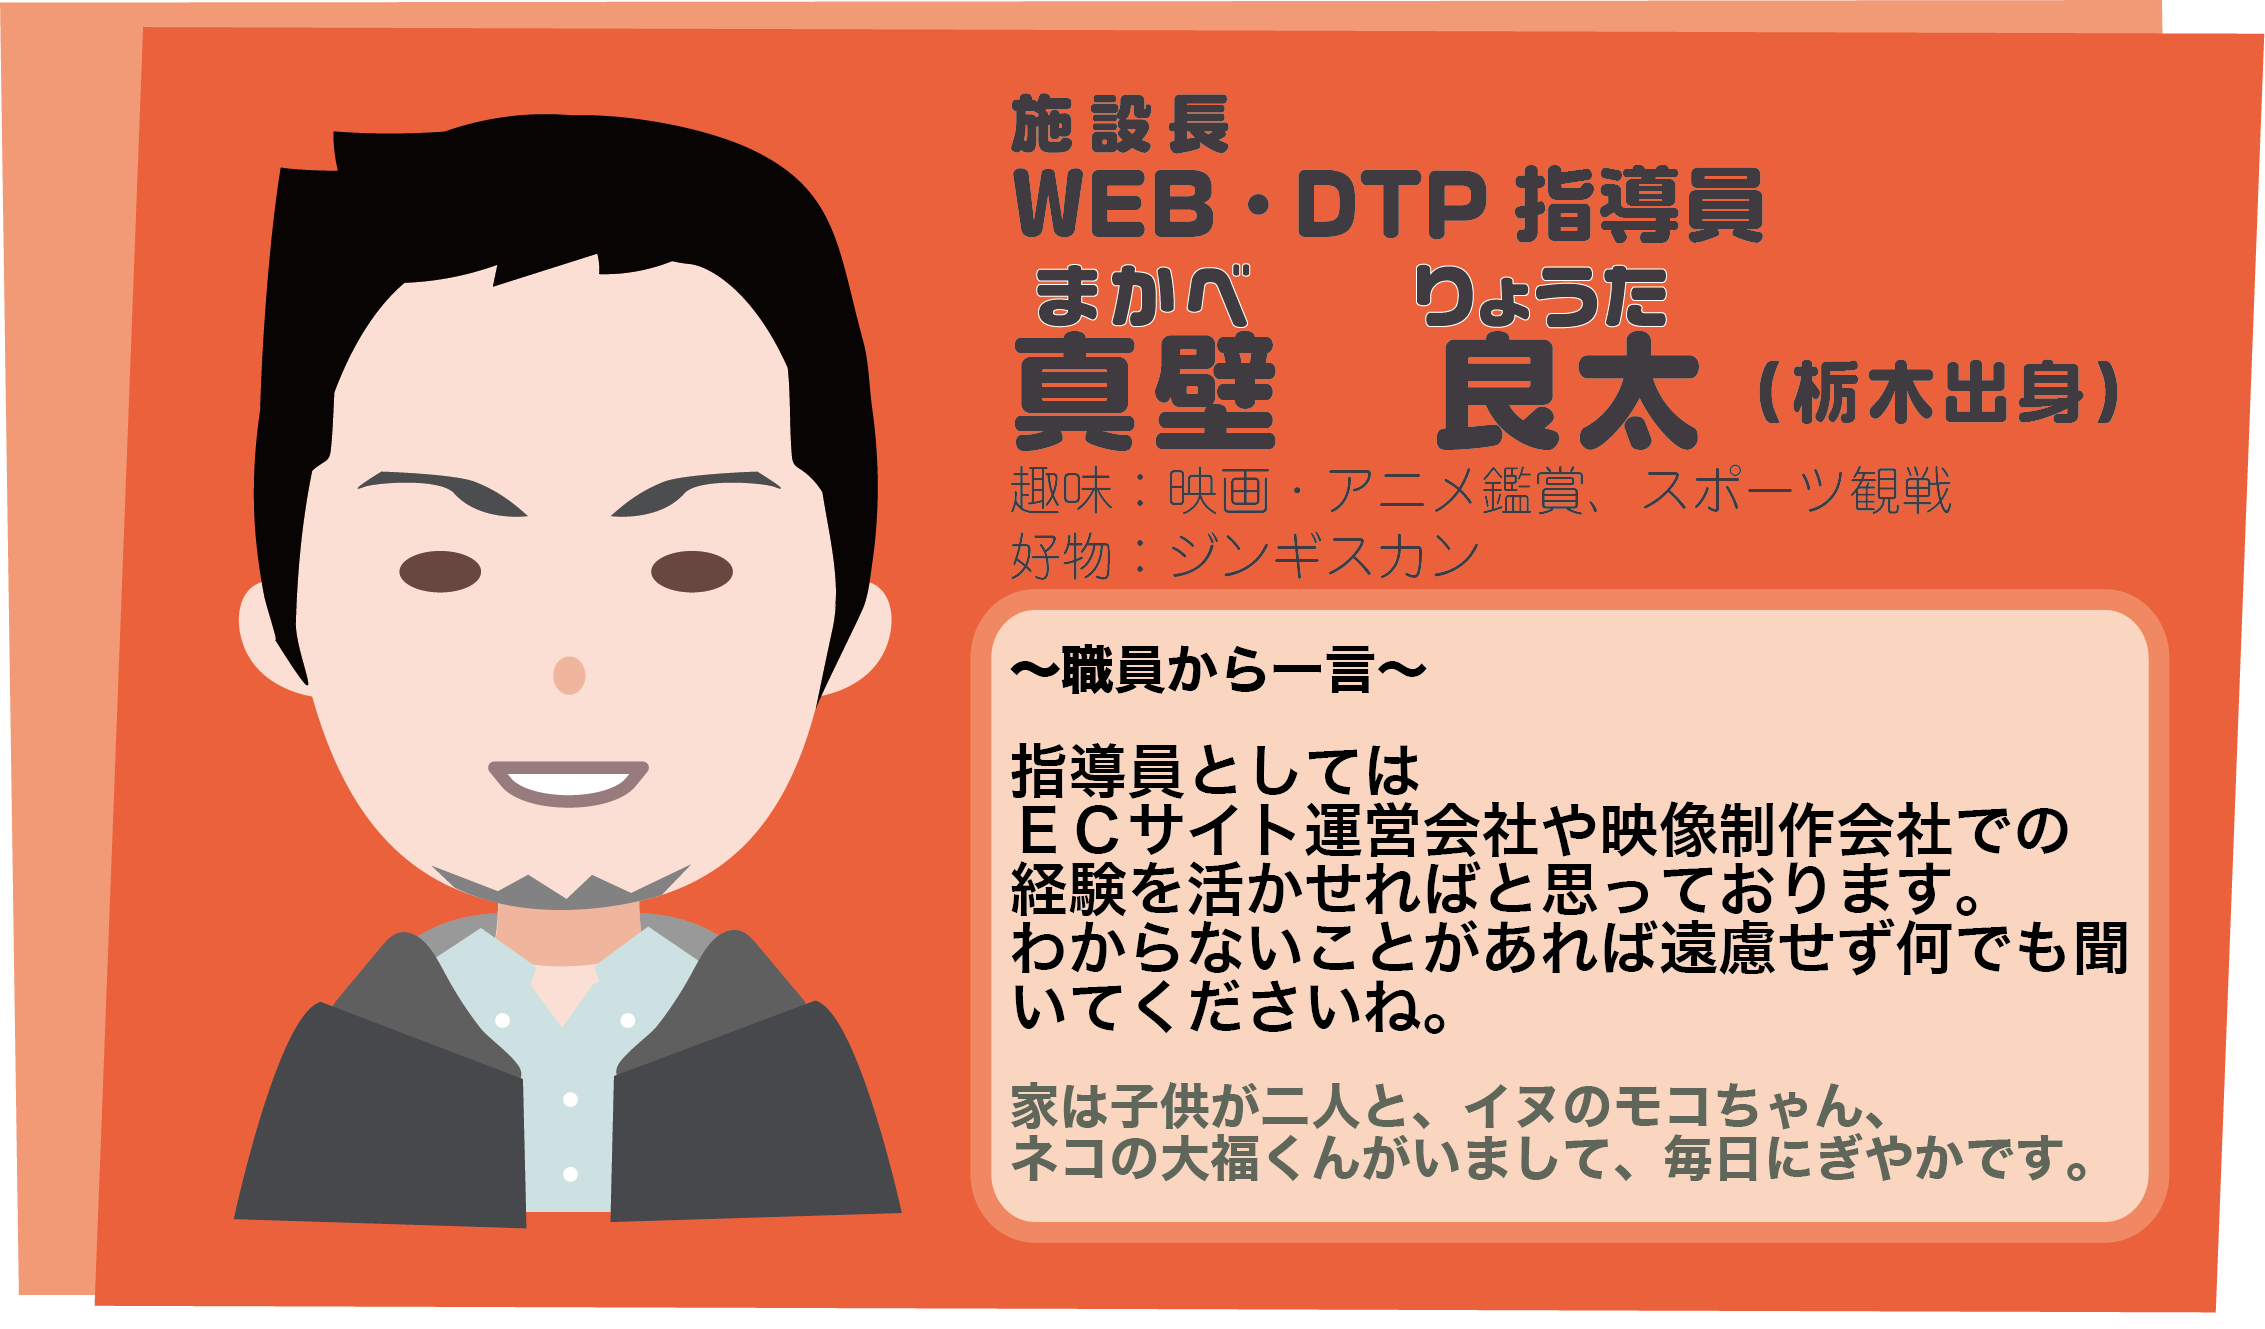 施設長
WEB・DTP 指導員
まかべ　りょうた
真壁　良太（栃木出身）
趣味：映画・アニメ鑑賞、スポーツ観戦
好物：ジンギスカン
～職員から一言～
指導員としては
ＥＣサイト運営会社や映像制作会社での
経験を活かせればと思っております。
わからないことがあれば遠慮せず何でも聞
いてくださいね。
家は子供が二人と、イヌのモコちゃん、
ネコの大福くんがいまして、毎日にぎやかです。